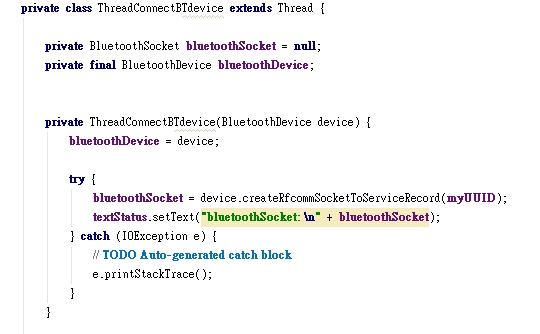 private class ThreadConnectBTdevice extends Thread {
private BluetoothSocket bluetoothSocket = null;
private final BluetoothDevice bluetoothDevice;
private ThreadConnectBTdevice(BluetoothDevice device) {
bluetoothDevice = device;
try {
bluetoothSocket = device.createRfcommSocketToServiceRecord(myUUID);
textStatus.setText("bluetoothSocket: \n" + bluetoothSocket);
} catch (IOException e) {
// TODO Auto-generated catch block
e.printStackTrace();
}
}